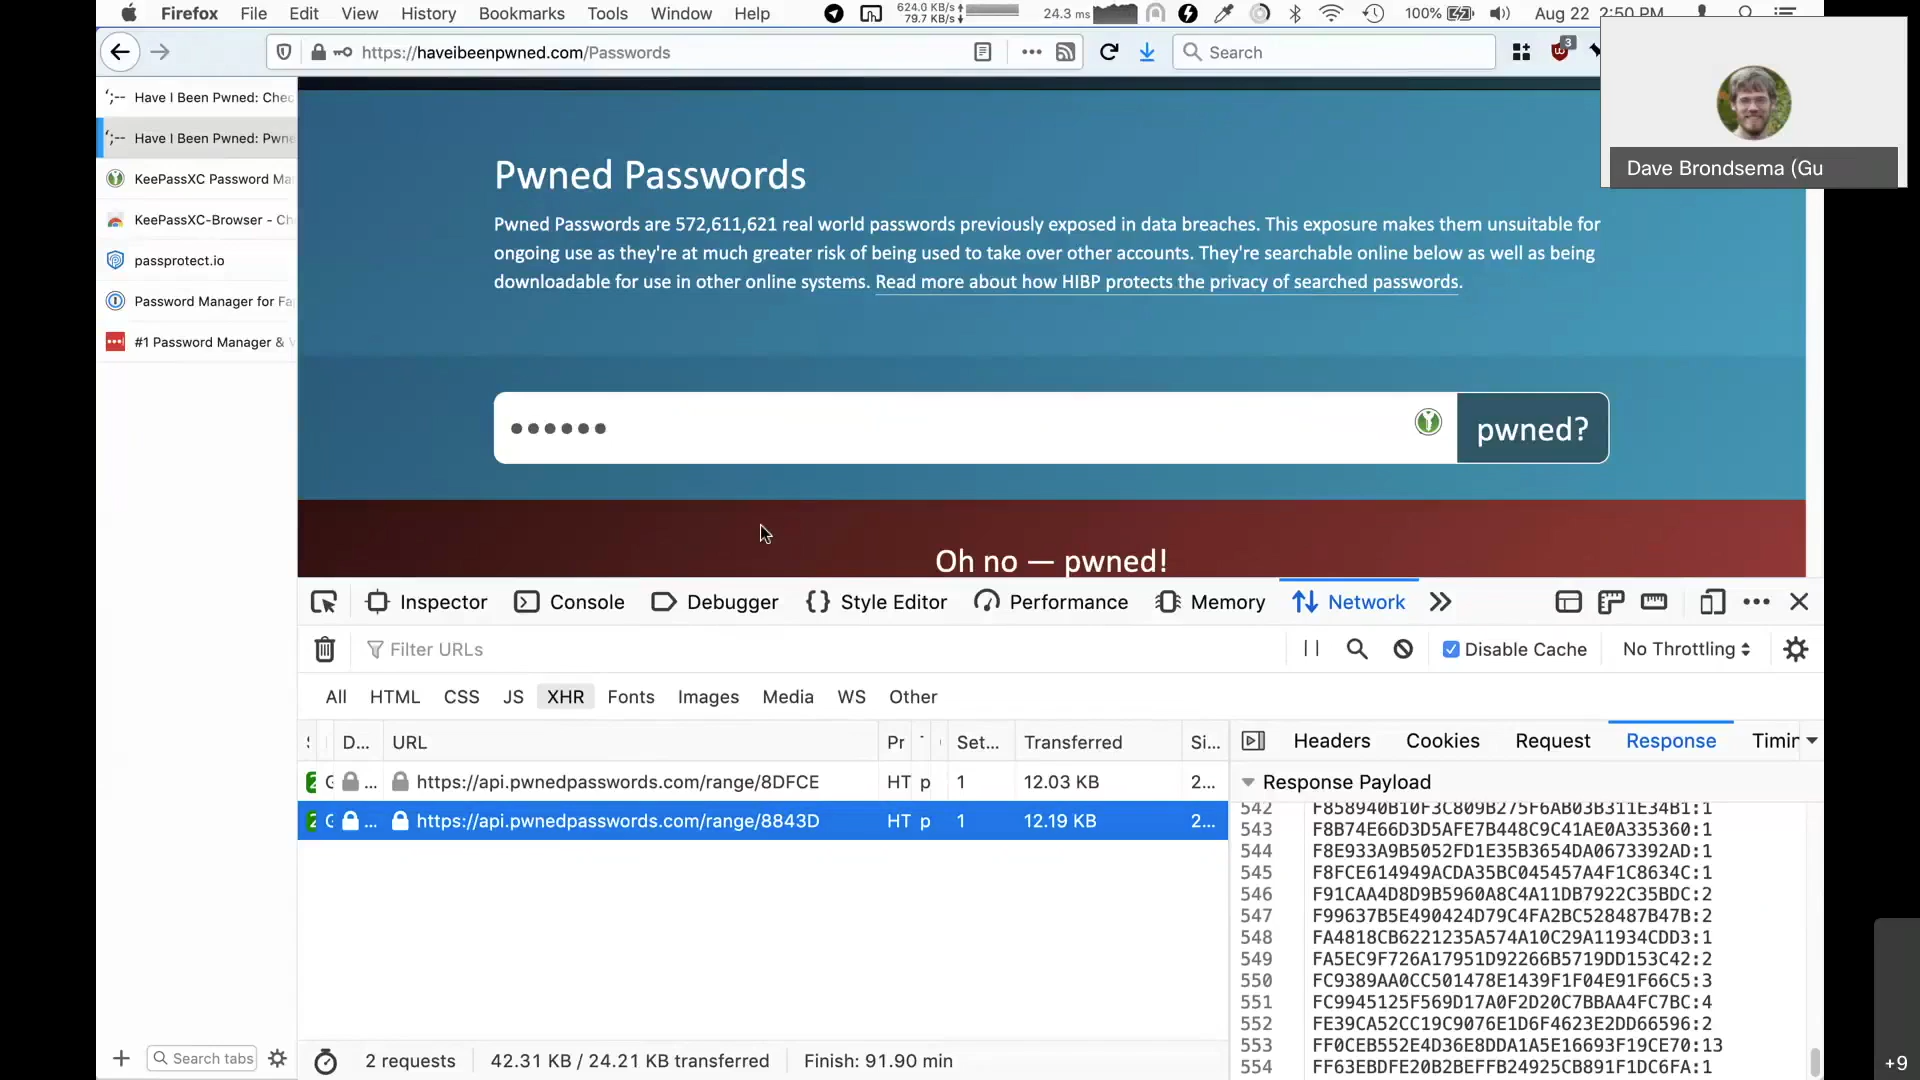 Firefox File Edit View History Bookmarks Tools Window Help 624.0 KB/s 79.7 KB/s 24.3 ms 100% Aug 22 2:50 PM
https://haveibeenpwned.com/Passwords Search 3
Have I Been Pwned: Chec
Have I Been Pwned: Pwne
KeePassXC Password Ma
KeePassXC-Browser - Ch
passprotect.io
Password Manager for Fa
#1 Password Manager & V
Dave Brondsema (Gu
Pwned Passwords
Pwned Passwords are 572,611,621 real world passwords previously exposed in data breaches. This exposure makes them unsuitable for
ongoing use as they're at much greater risk of being used to take over other accounts. They're searchable online below as well as being
downloadable for use in other online systems. Read more about how HIBP protects the privacy of searched passwords.
pwned?
Oh no — pwned!
Inspector Console Debugger Style Editor Performance Memory Network
Filter URLs Disable Cache No Throttling
All HTML CSS JS XHR Fonts Images Media WS Other
D... URL Pr Set... Transferred Si...
https://api.pwnedpasswords.com/range/8DFCE HT p 1 12.03 KB 2...
https://api.pwnedpasswords.com/range/8843D HT p 1 12.19 KB 2...
Headers Cookies Request Response Timin
Response Payload
542 F858940B10F3C809B275F6AB03B311E34B1:1
543 F8B74E66D3D5AFE7B448C9C41AE0A335360:1
544 F8E933A9B5052FD1E35B3654DA0673392AD:1
545 F8FCE614949ACDA35BC045457A4F1C8634C:1
546 F91CAA4D8D9B5960A8C4A11DB7922C35BDC:2
547 F99637B5E490424D79C4FA2BC528487B47B:2
548 FA4818CB6221235A574A10C29A11934CDD3:1
549 FA5EC9F726A17951D92266B5719DD153C42:2
550 FC9389AA0CC501478E1439F1F04E91F66C5:3
551 FC9945125F569D17A0F2D20C7BBAA4FC7BC:4
552 FE39CA52CC19C9076E1D6F4623E2DD66596:2
553 FF0CEB552E4D36E8DDA1A5E16693F19CE70:13
554 FF63EBDFE20B2BEFFB24925CB891F1DC6FA:1
Search tabs
2 requests 42.31 KB / 24.21 KB transferred Finish: 91.90 min
+9